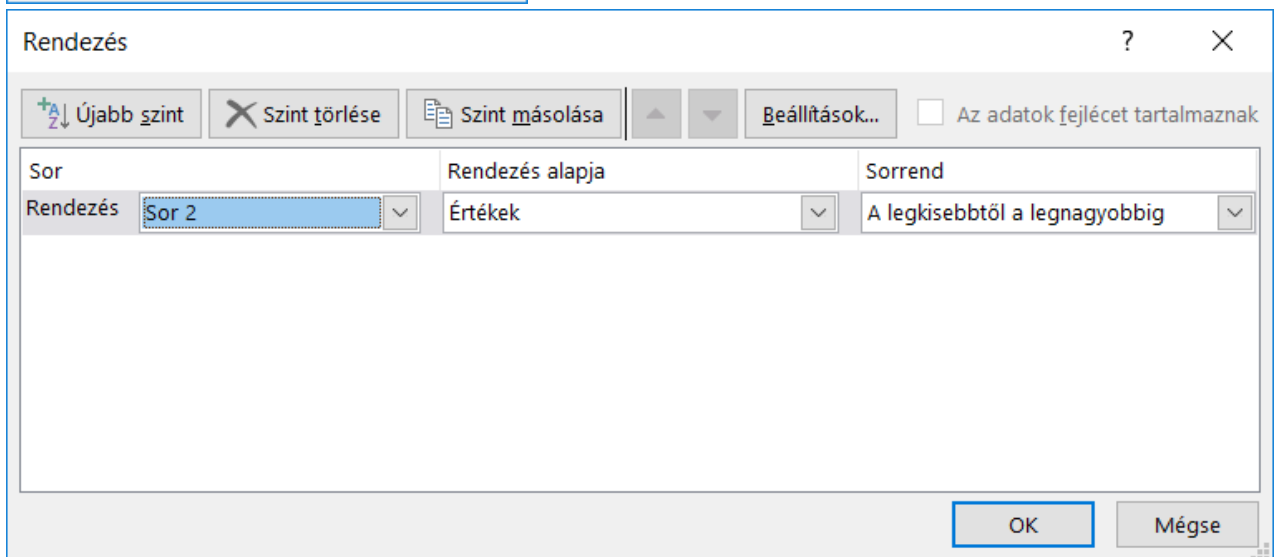 Rendezés ?
Újabb szint Szint törlése Szint másolása Beállítások... Az adatok fejlécet tartalmaznak
Sor Rendezés alapja Sorrend
Rendezés Sor 2 Értékek A legkisebbtől a legnagyobbig
OK Mégse